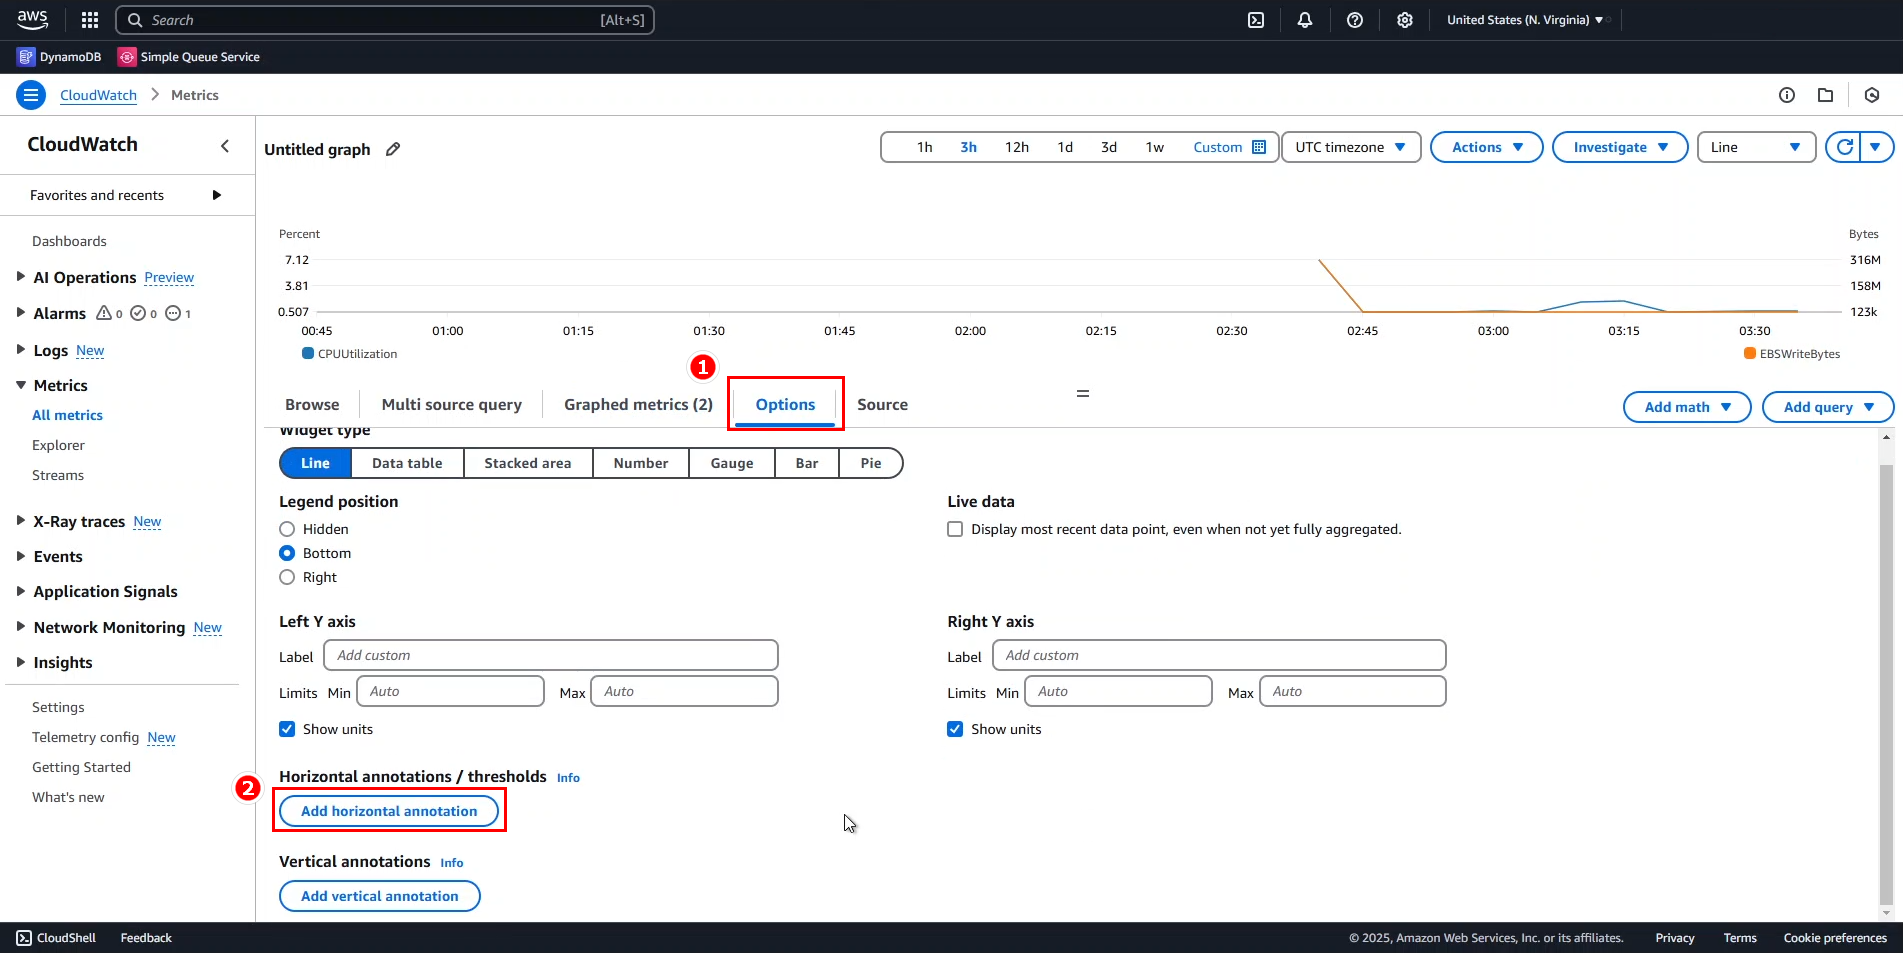 aws
Search [Alt+S]
United States (N. Virginia)
DynamoDB Simple Queue Service
CloudWatch Metrics
CloudWatch
Favorites and recents
Dashboards
AI Operations Preview
Alarms 0 0 1
Logs New
Metrics
All metrics
Explorer
Streams
X-Ray traces New
Events
Application Signals
Network Monitoring New
Insights
Settings
Telemetry config New
Getting Started
What's new
Untitled graph
1h 3h 12h 1d 3d 1w Custom UTC timezone Actions Investigate Line
Percent Bytes
7.12 316M
3.81 158M
0.507 123k
00:45 01:00 01:15 01:30 01:45 02:00 02:15 02:30 02:45 03:00 03:15 03:30
CPUUtilization EBSWriteBytes
1
Browse Multi source query Graphed metrics (2) Options Source Add math Add query
Widget type
Line Data table Stacked area Number Gauge Bar Pie
Legend position
Hidden
Bottom
Right
Live data
Display most recent data point, even when not yet fully aggregated.
Left Y axis
Label Add custom
Limits Min Auto Max Auto
Show units
Right Y axis
Label Add custom
Limits Min Auto Max Auto
Show units
Horizontal annotations / thresholds Info
2
Add horizontal annotation
Vertical annotations Info
Add vertical annotation
CloudShell Feedback © 2025, Amazon Web Services, Inc. or its affiliates. Privacy Terms Cookie preferences